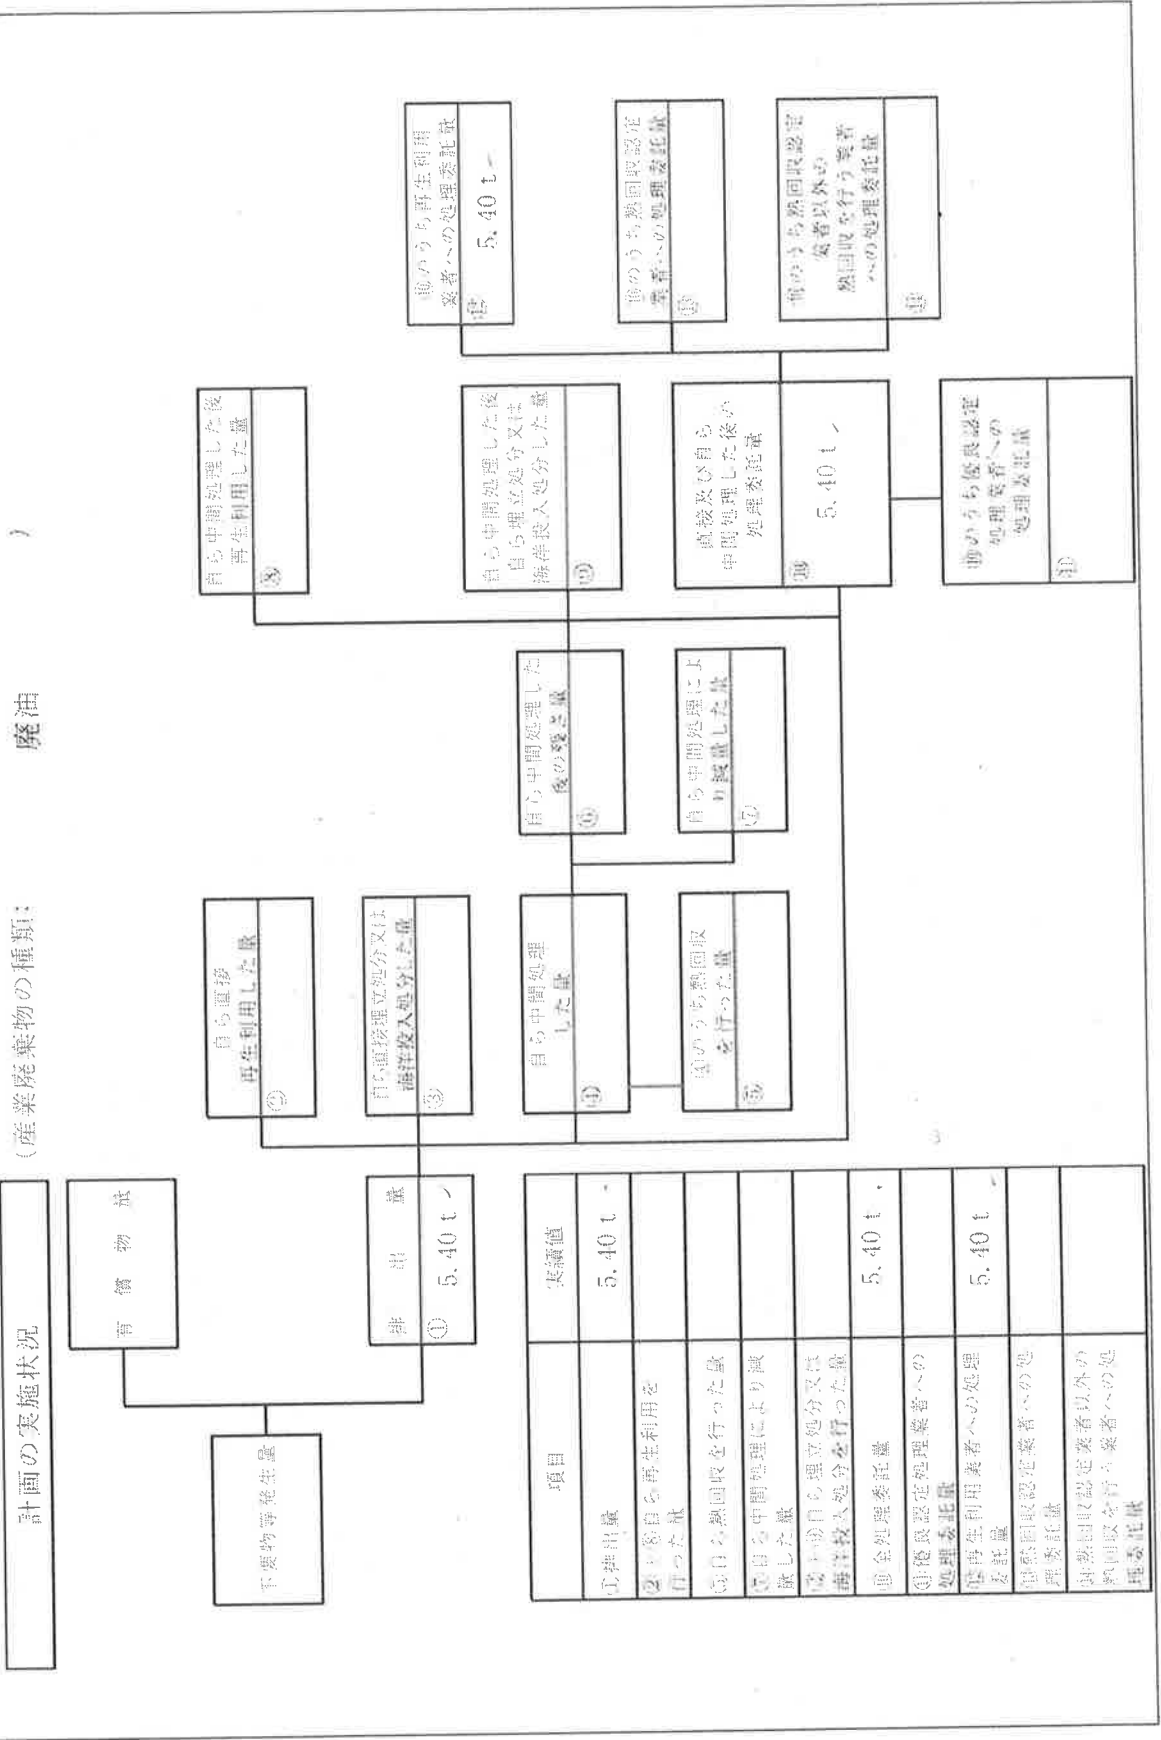 計画の実施状況
（産業廃棄物の種類：　廃油　）
有償物量
不要物等発生量
排出量
① 5.40 t
自ら直接
再生利用した量
②
自ら直接埋立処分又は
海洋投入処分した量
③
自ら中間処理
した量
④
④のうち熱回収
を行った量
⑤
自ら中間処理した
後の残さ量
⑥
自ら中間処理によ
り減量した量
⑦
自ら中間処理した後
再生利用した量
⑧
自ら中間処理した後
自ら埋立処分又は
海洋投入処分した量
⑨
直接及び自ら
中間処理した後の
処理委託量
⑩
5.40 t
⑩のうち優良認定
処理業者への
処理委託量
⑪
⑩のうち再生利用
業者への処理委託量
⑫
5.40 t
⑩のうち熱回収認定
業者への処理委託量
⑬
⑩のうち熱回収認定
業者以外の
熱回収を行う業者
への処理委託量
⑭
項目 実績値
①排出量 5.40 t
②+⑧自ら再生利用を
行った量
⑤自ら熱回収を行った量
⑦自ら中間処理により減
量した量
③+⑨自ら埋立処分又は
海洋投入処分を行った量
⑩全処理委託量 5.40 t
⑪優良認定処理業者への
処理委託量
⑫再生利用業者への処理
委託量 5.40 t
⑬熱回収認定業者への処
理委託量
⑭熱回収認定業者以外の
熱回収を行う業者への処
理委託量